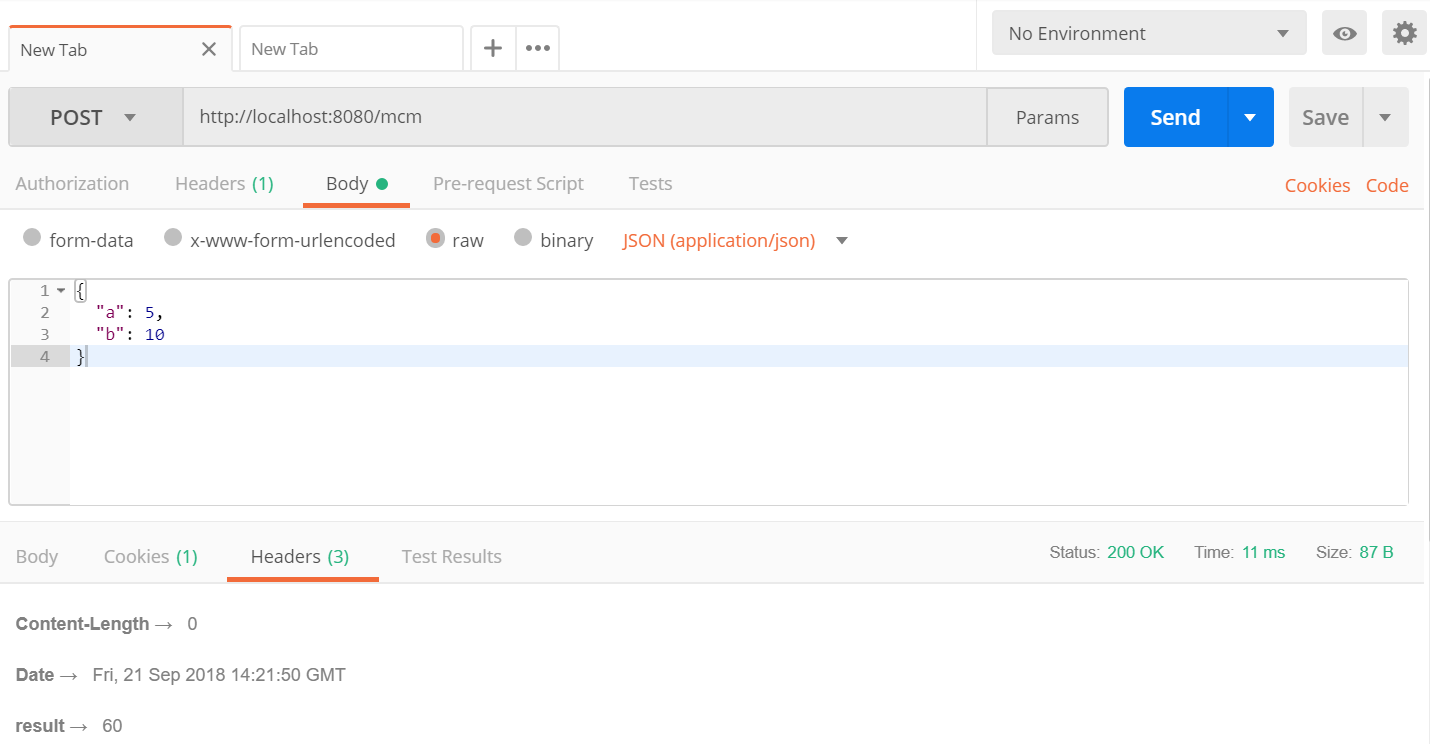 New Tab New Tab No Environment
POST http://localhost:8080/mcm Params Send Save
Authorization Headers (1) Body Pre-request Script Tests Cookies Code
form-data x-www-form-urlencoded raw binary JSON (application/json)
1 {
2 "a": 5,
3 "b": 10
4 }
Body Cookies (1) Headers (3) Test Results Status: 200 OK Time: 11 ms Size: 87 B
Content-Length → 0
Date → Fri, 21 Sep 2018 14:21:50 GMT
result → 60